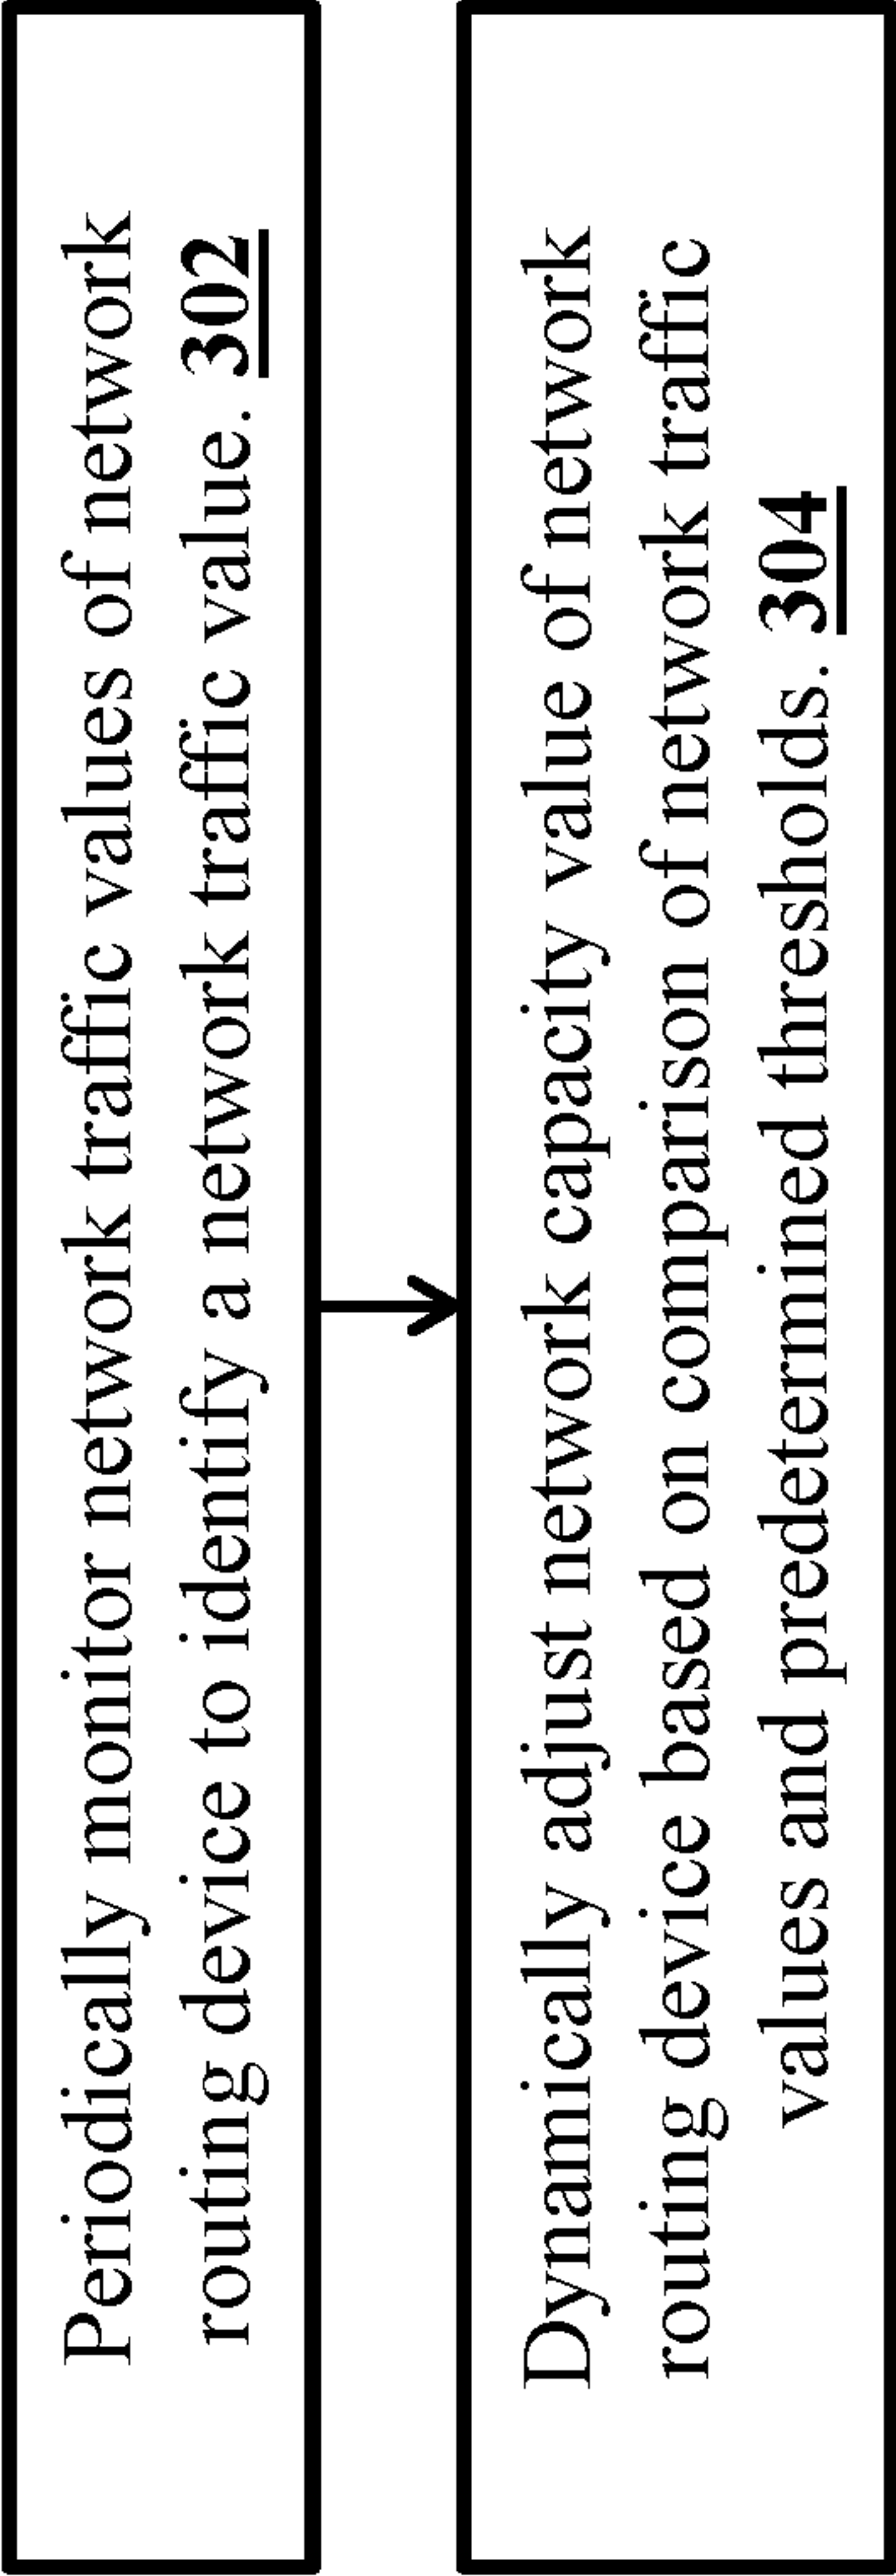 Periodically monitor network traffic values of network
routing device to identify a network traffic value. 302
Dynamically adjust network capacity value of network
routing device based on comparison of network traffic
values and predetermined thresholds. 304